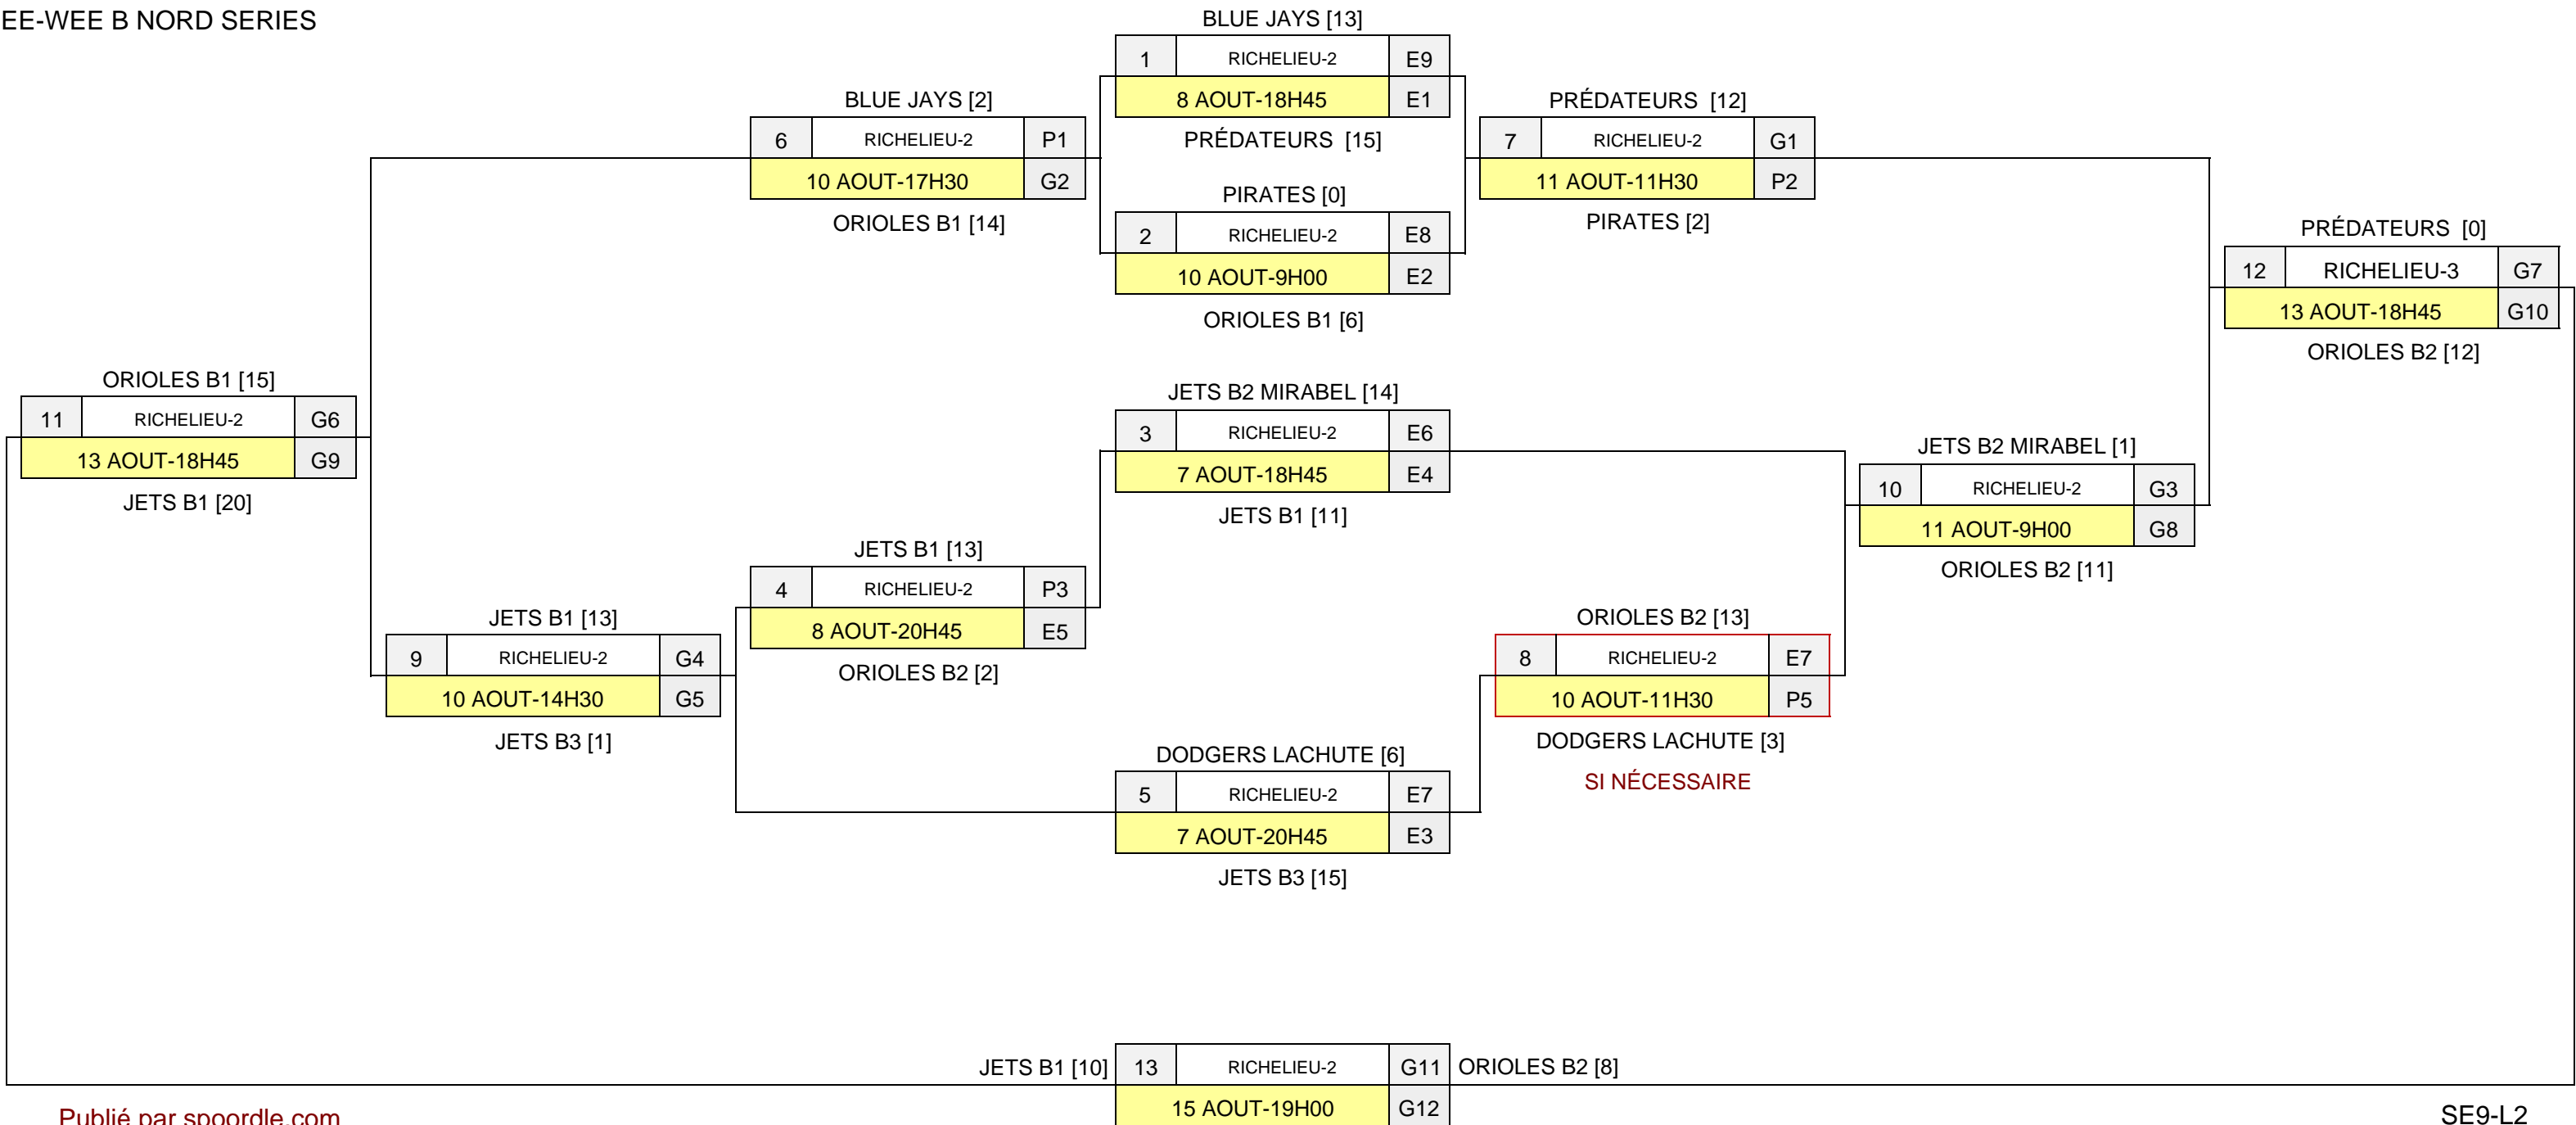 EE-WEE B NORD SERIES
BLUE JAYS [13]
1 RICHELIEU-2 E9
8 AOUT-18H45 E1
PRÉDATEURS [15]
BLUE JAYS [2]
6 RICHELIEU-2 P1
10 AOUT-17H30 G2
ORIOLES B1 [14]
PRÉDATEURS [12]
7 RICHELIEU-2 G1
11 AOUT-11H30 P2
PIRATES [2]
PIRATES [0]
2 RICHELIEU-2 E8
10 AOUT-9H00 E2
ORIOLES B1 [6]
PRÉDATEURS [0]
12 RICHELIEU-3 G7
13 AOUT-18H45 G10
ORIOLES B2 [12]
ORIOLES B1 [15]
11 RICHELIEU-2 G6
13 AOUT-18H45 G9
JETS B1 [20]
JETS B2 MIRABEL [14]
3 RICHELIEU-2 E6
7 AOUT-18H45 E4
JETS B1 [11]
JETS B2 MIRABEL [1]
10 RICHELIEU-2 G3
11 AOUT-9H00 G8
ORIOLES B2 [11]
JETS B1 [13]
4 RICHELIEU-2 P3
8 AOUT-20H45 E5
ORIOLES B2 [2]
JETS B1 [13]
9 RICHELIEU-2 G4
10 AOUT-14H30 G5
JETS B3 [1]
ORIOLES B2 [13]
8 RICHELIEU-2 E7
10 AOUT-11H30 P5
DODGERS LACHUTE [3]
SI NÉCESSAIRE
DODGERS LACHUTE [6]
5 RICHELIEU-2 E7
7 AOUT-20H45 E3
JETS B3 [15]
JETS B1 [10] 13 RICHELIEU-2 G11 ORIOLES B2 [8]
15 AOUT-19H00 G12
Publié par spoordle.com
SE9-L2